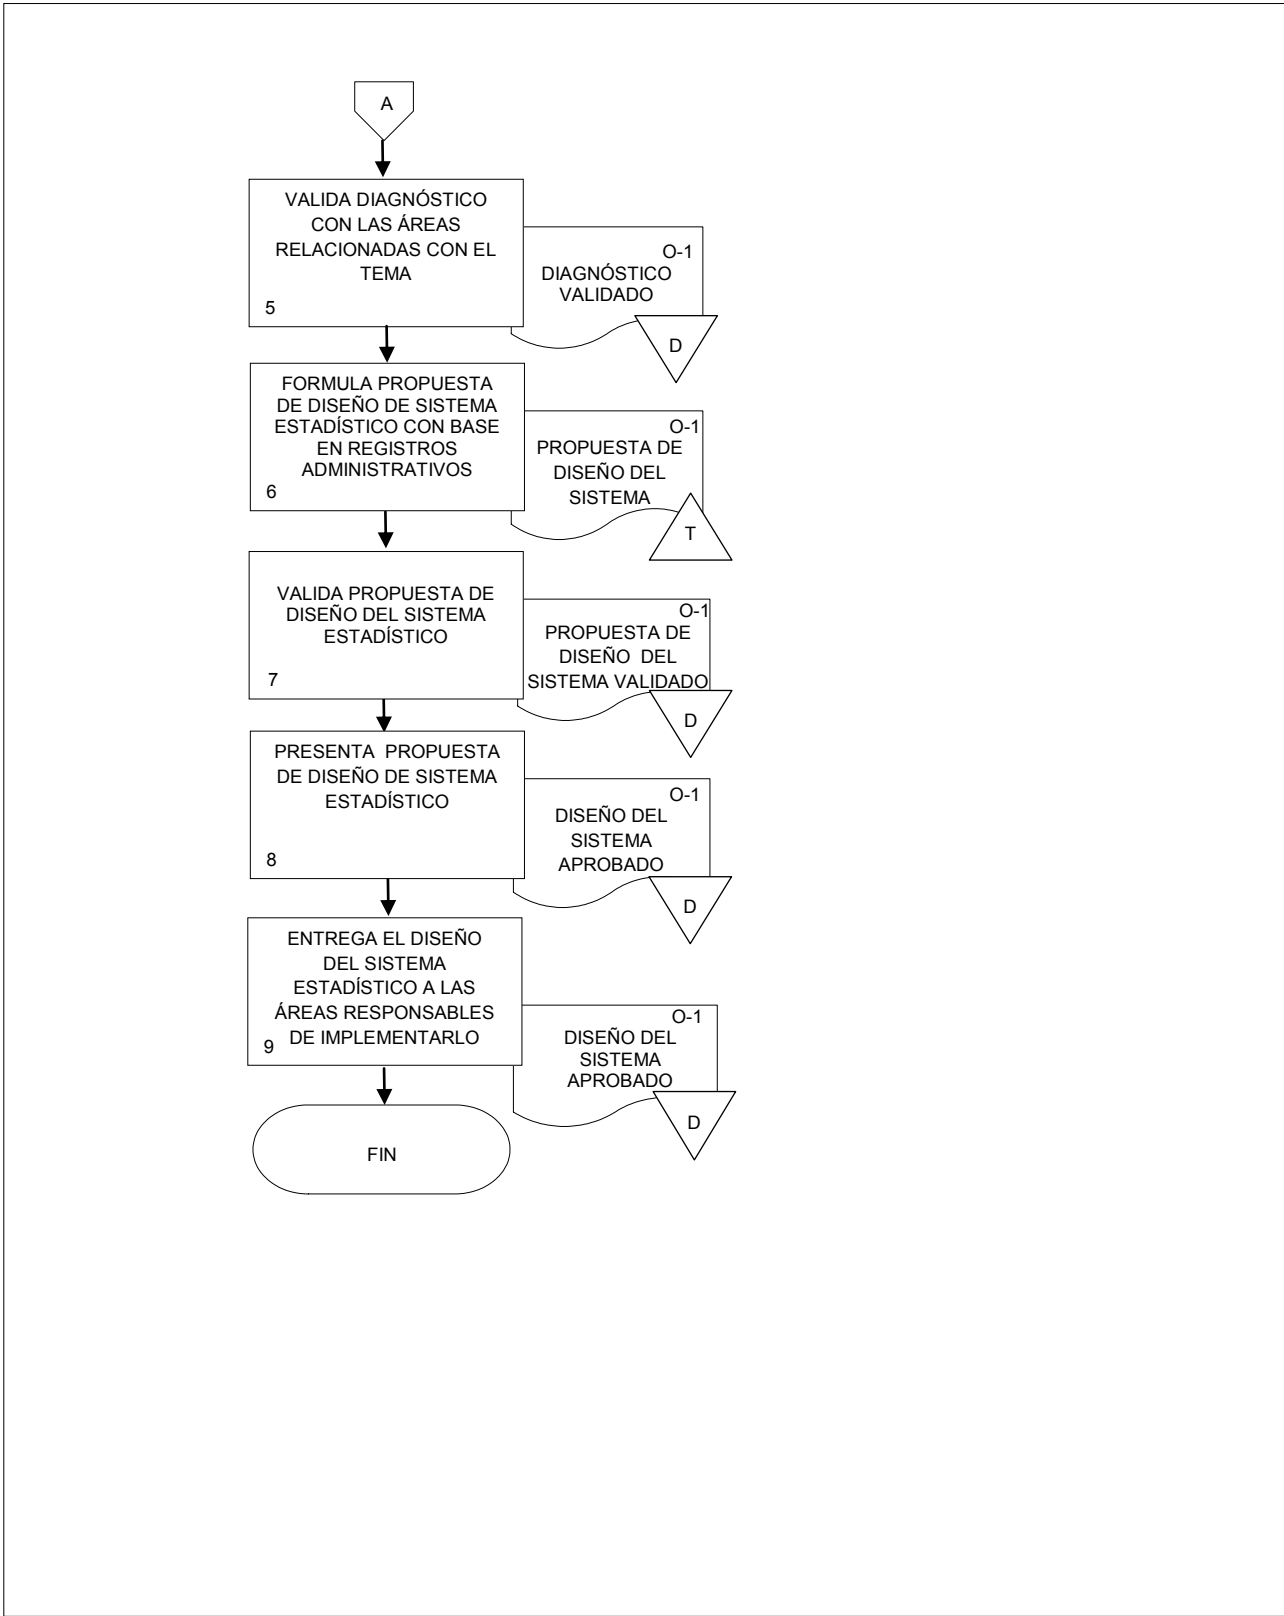 A
VALIDA DIAGNÓSTICO
CON LAS ÁREAS
RELACIONADAS CON EL
TEMA
5
O-1
DIAGNÓSTICO
VALIDADO
D
FORMULA PROPUESTA
DE DISEÑO DE SISTEMA
ESTADÍSTICO CON BASE
EN REGISTROS
ADMINISTRATIVOS
6
O-1
PROPUESTA DE
DISEÑO DEL
SISTEMA
T
VALIDA PROPUESTA DE
DISEÑO DEL SISTEMA
ESTADÍSTICO
7
O-1
PROPUESTA DE
DISEÑO DEL
SISTEMA VALIDADO
D
PRESENTA PROPUESTA
DE DISEÑO DE SISTEMA
ESTADÍSTICO
8
O-1
DISEÑO DEL
SISTEMA
APROBADO
D
ENTREGA EL DISEÑO
DEL SISTEMA
ESTADÍSTICO A LAS
ÁREAS RESPONSABLES
DE IMPLEMENTARLO
9
O-1
DISEÑO DEL
SISTEMA
APROBADO
D
FIN